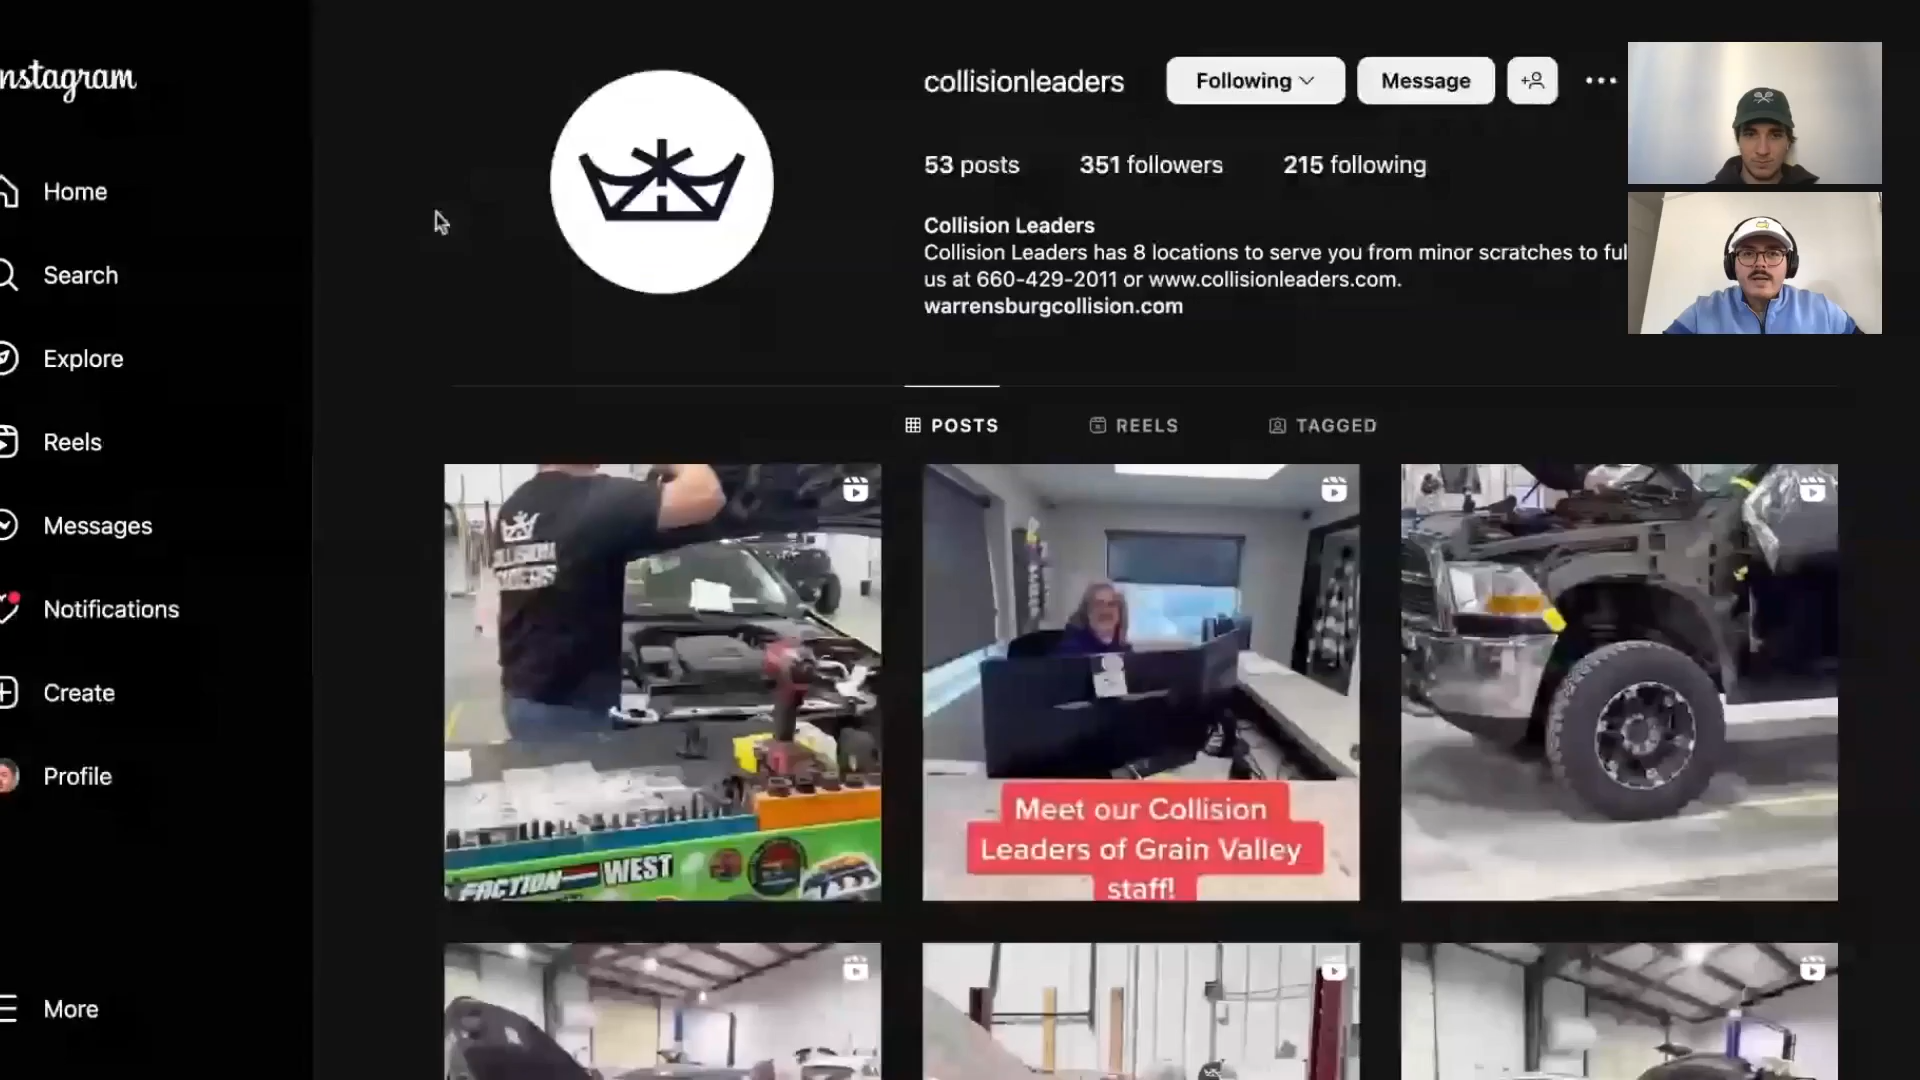 nstagram
Home
Search
Explore
Reels
Messages
Notifications
Create
Profile
More
collisionleaders
Following
Message
53 posts
351 followers
215 following
Collision Leaders
Collision Leaders has 8 locations to serve you from minor scratches to ful
us at 660-429-2011 or www.collisionleaders.com.
warrensburgcollision.com
POSTS
REELS
TAGGED
FACTION WEST
Meet our Collision
Leaders of Grain Valley
staff!